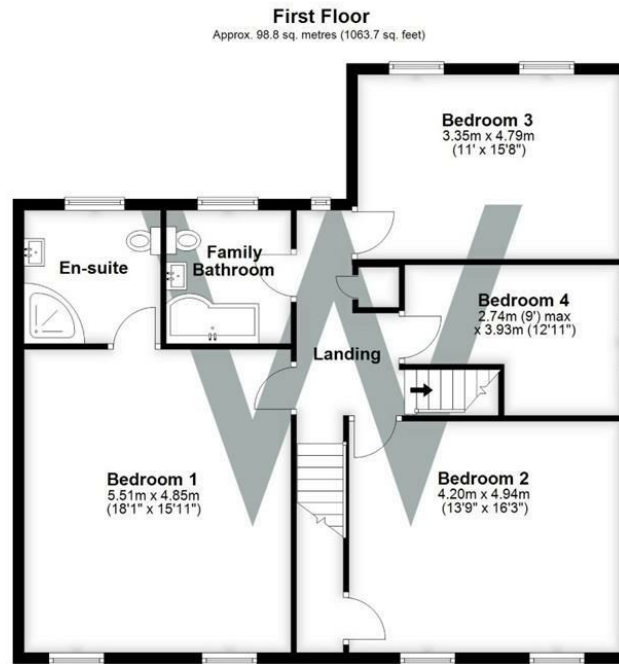 First Floor
Approx. 98.8 sq. metres (1063.7 sq. feet)
Bedroom 3
3.35m x 4.79m
(11' x 15'8")
En-suite
Family
Bathroom
Bedroom 4
2.74m (9') max
x 3.93m (12'11")
Landing
Bedroom 1
5.51m x 4.85m
(18'1" x 15'11")
Bedroom 2
4.20m x 4.94m
(13'9" x 16'3")
W